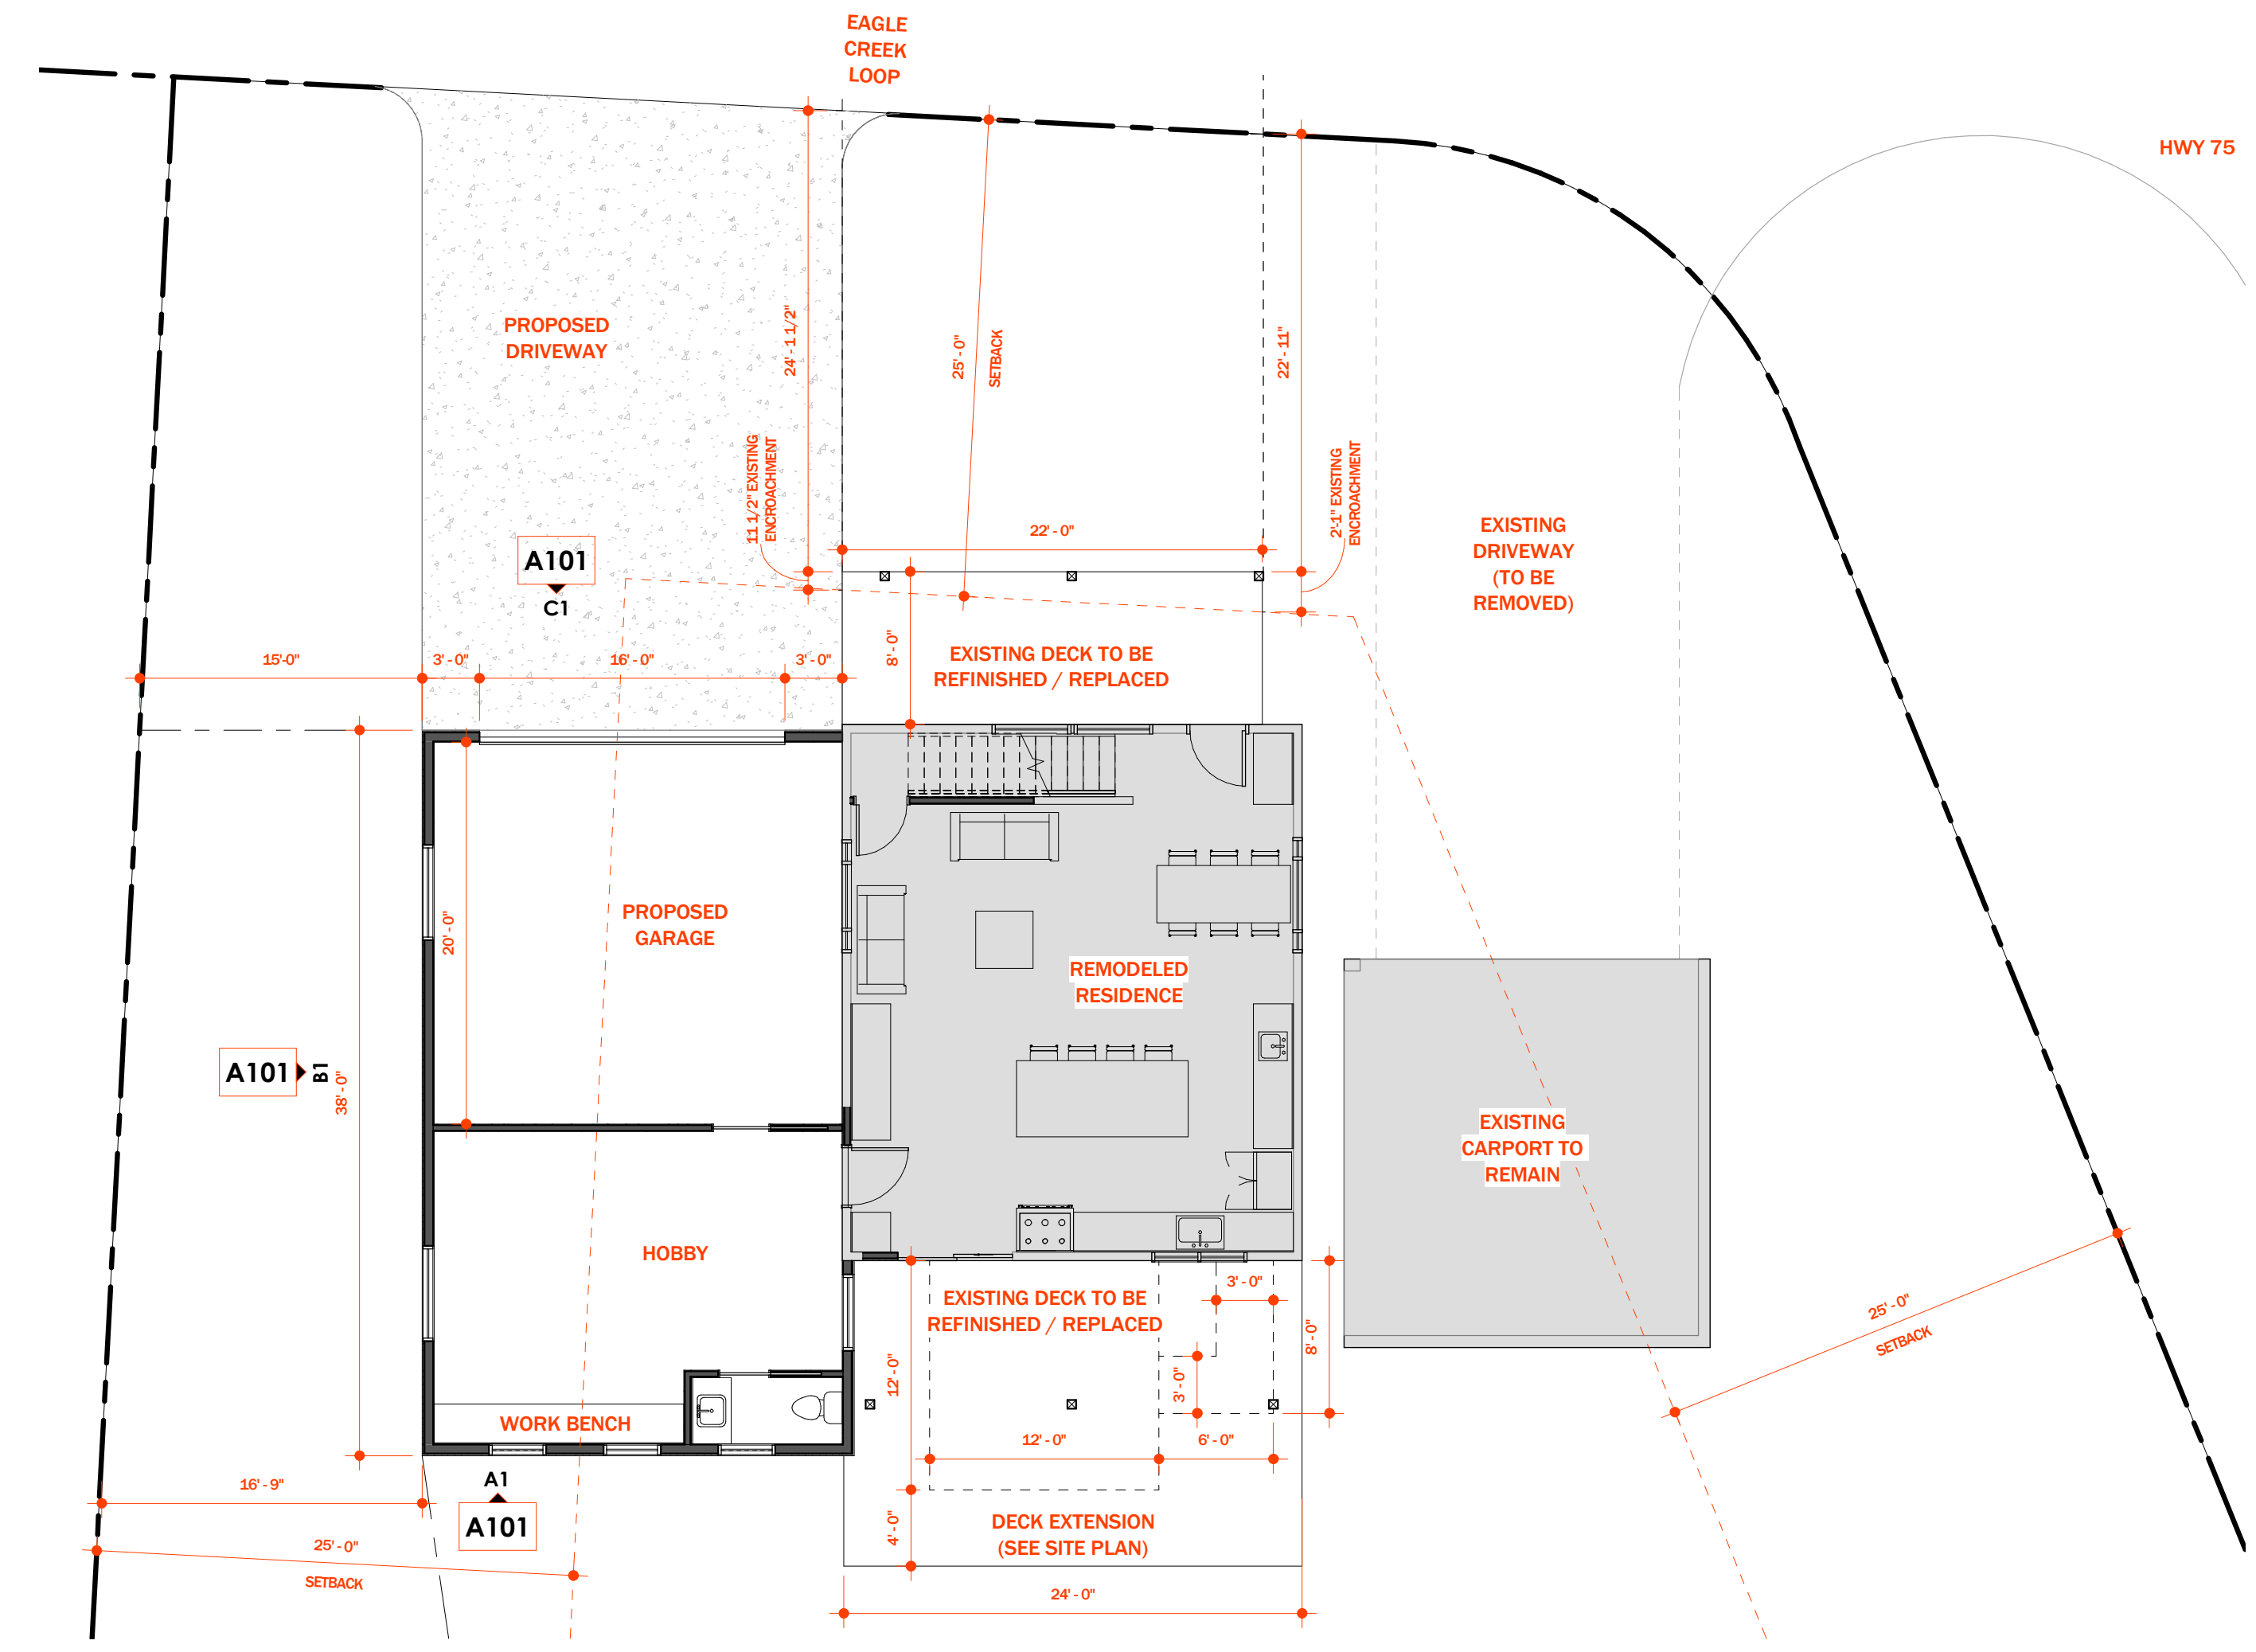 EAGLE
CREEK
LOOP
HWY 75
PROPOSED
DRIVEWAY
24' - 1 1/2"
25' - 0"
SETBACK
22' - 11"
11 1/2" EXISTING
ENCROACHMENT
2'-1" EXISTING
ENCROACHMENT
22' - 0"
EXISTING
DRIVEWAY
(TO BE
REMOVED)
A101
C1
8' - 0"
EXISTING DECK TO BE
REFINISHED / REPLACED
15'-0"
3' - 0"
16' - 0"
3' - 0"
20' - 0"
PROPOSED
GARAGE
REMODELED
RESIDENCE
A101
B1
38' - 0"
EXISTING
CARPORT TO
REMAIN
HOBBY
EXISTING DECK TO BE
REFINISHED / REPLACED
3' - 0"
8' - 0"
12' - 0"
3' - 0"
25' - 0"
SETBACK
WORK BENCH
12' - 0"
6' - 0"
16' - 9"
A1
A101
4' - 0"
DECK EXTENSION
(SEE SITE PLAN)
25' - 0"
SETBACK
24' - 0"